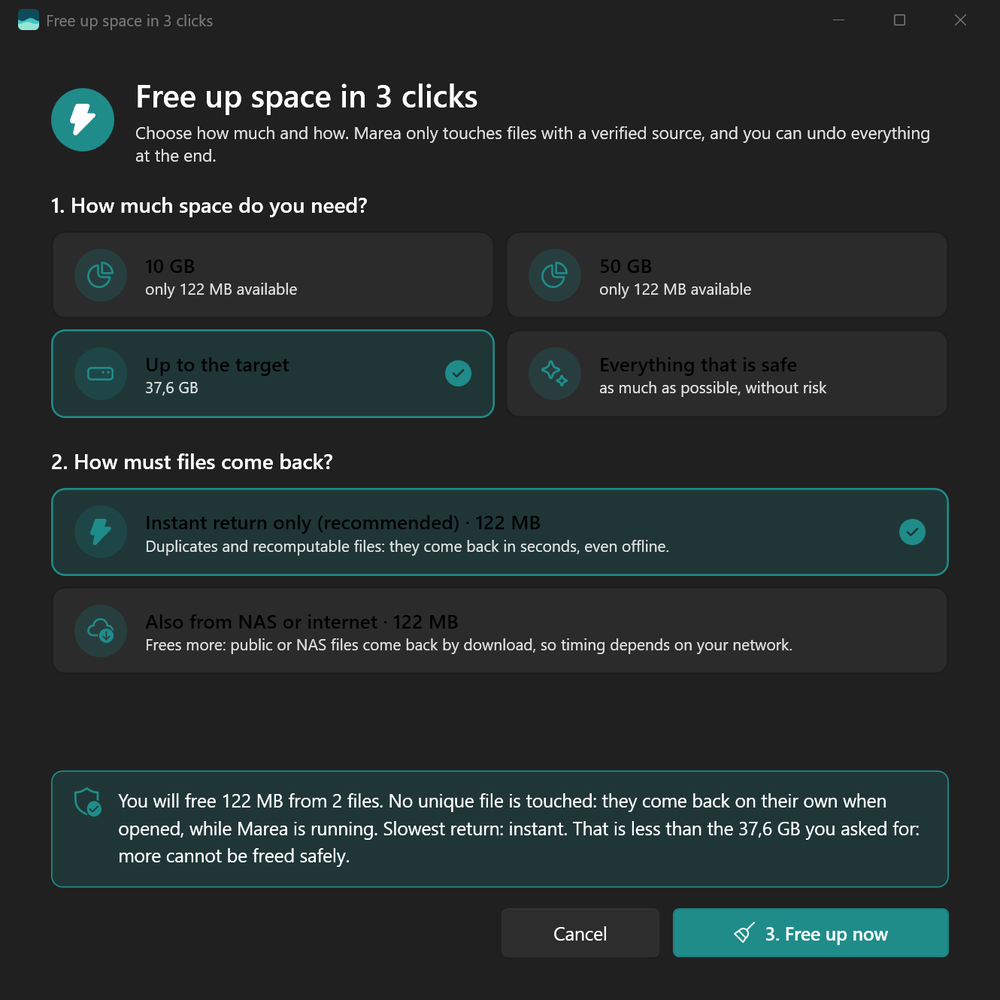 Free up space in 3 clicks
Free up space in 3 clicks
Choose how much and how. Marea only touches files with a verified source, and you can undo everything
at the end.
1. How much space do you need?
10 GB
only 122 MB available
50 GB
only 122 MB available
Up to the target
37,6 GB
Everything that is safe
as much as possible, without risk
2. How must files come back?
Instant return only (recommended) · 122 MB
Duplicates and recomputable files: they come back in seconds, even offline.
Also from NAS or internet · 122 MB
Frees more: public or NAS files come back by download, so timing depends on your network.
You will free 122 MB from 2 files. No unique file is touched: they come back on their own when
opened, while Marea is running. Slowest return: instant. That is less than the 37,6 GB you asked for:
more cannot be freed safely.
Cancel
3. Free up now